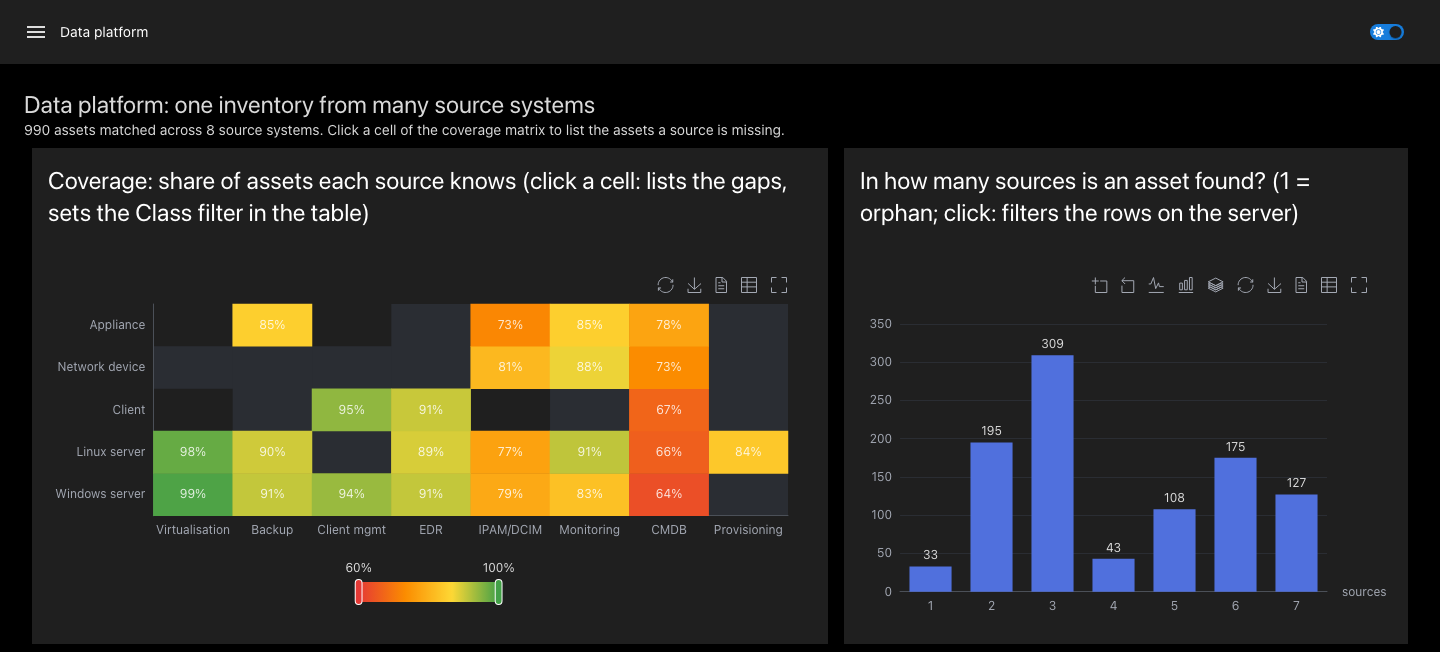 Data platform
Data platform: one inventory from many source systems
990 assets matched across 8 source systems. Click a cell of the coverage matrix to list the assets a source is missing.
Coverage: share of assets each source knows (click a cell: lists the gaps,
sets the Class filter in the table)
Appliance 85% 73% 85% 78%
Network device 81% 88% 73%
Client 95% 91% 67%
Linux server 98% 90% 89% 77% 91% 66% 84%
Windows server 99% 91% 94% 91% 79% 83% 64%
Virtualisation Backup Client mgmt EDR IPAM/DCIM Monitoring CMDB Provisioning
60% 100%
In how many sources is an asset found? (1 =
orphan; click: filters the rows on the server)
350
309
300
250
195
200
175
150
127
108
100
43
50
33
0
sources
1 2 3 4 5 6 7